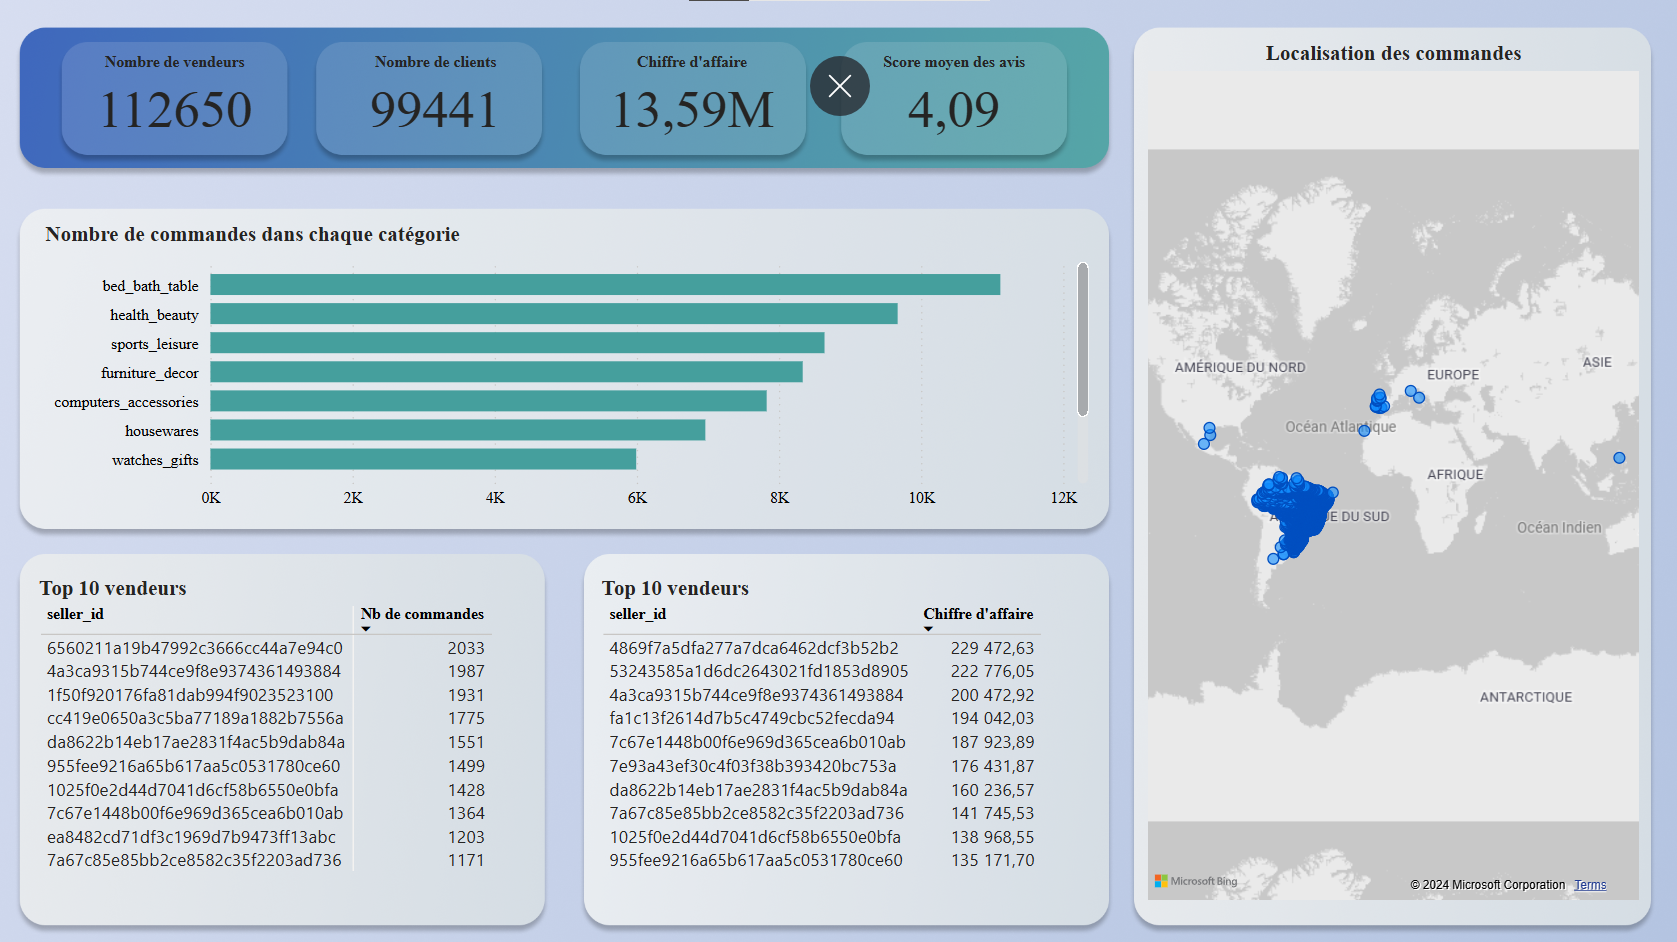 Nombre de vendeurs
112650
Nombre de clients
99441
Chiffre d'affaire
13,59M
Score moyen des avis
4,09
Nombre de commandes dans chaque catégorie
bed_bath_table
health_beauty
sports_leisure
furniture_decor
computers_accessories
housewares
watches_gifts
0K 2K 4K 6K 8K 10K 12K
Top 10 vendeurs
seller_id Nb de commandes
6560211a19b47992c3666cc44a7e94c0 2033
4a3ca9315b744ce9f8e9374361493884 1987
1f50f920176fa81dab994f9023523100 1931
cc419e0650a3c5ba77189a1882b7556a 1775
da8622b14eb17ae2831f4ac5b9dab84a 1551
955fee9216a65b617aa5c0531780ce60 1499
1025f0e2d44d7041d6cf58b6550e0bfa 1428
7c67e1448b00f6e969d365cea6b010ab 1364
ea8482cd71df3c1969d7b9473ff13abc 1203
7a67c85e85bb2ce8582c35f2203ad736 1171
Top 10 vendeurs
seller_id Chiffre d'affaire
4869f7a5dfa277a7dca6462dcf3b52b2 229 472,63
53243585a1d6dc2643021fd1853d8905 222 776,05
4a3ca9315b744ce9f8e9374361493884 200 472,92
fa1c13f2614d7b5c4749cbc52fecda94 194 042,03
7c67e1448b00f6e969d365cea6b010ab 187 923,89
7e93a43ef30c4f03f38b393420bc753a 176 431,87
da8622b14eb17ae2831f4ac5b9dab84a 160 236,57
7a67c85e85bb2ce8582c35f2203ad736 141 745,53
1025f0e2d44d7041d6cf58b6550e0bfa 138 968,55
955fee9216a65b617aa5c0531780ce60 135 171,70
Localisation des commandes
AMÉRIQUE DU NORD
EUROPE
ASIE
Océan Atlantique
AFRIQUE
DU SUD
Océan Indien
ANTARCTIQUE
Microsoft Bing
© 2024 Microsoft Corporation Terms